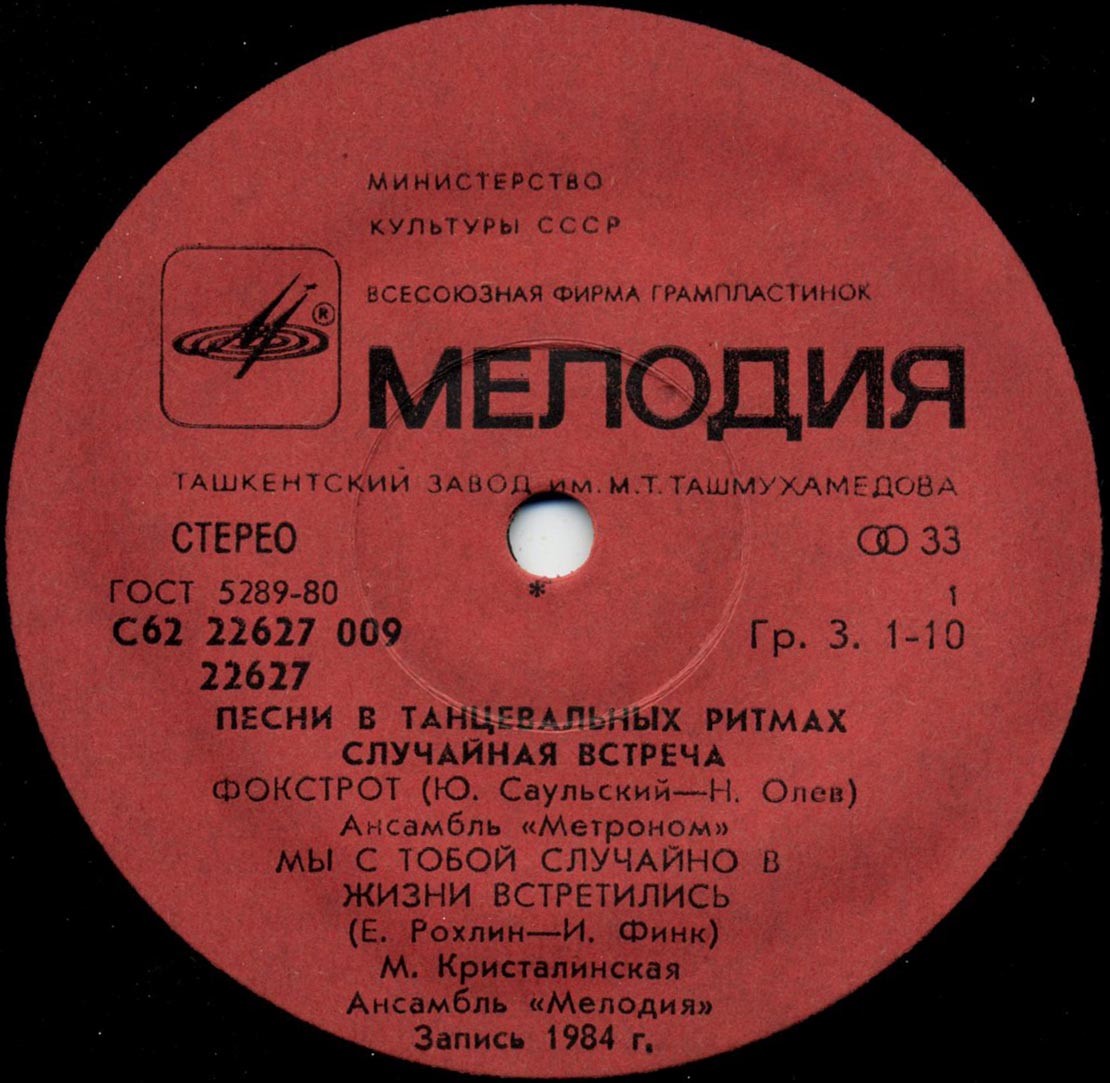 МИНИСТЕРСТВО
КУЛЬТУРЫ СССР
ВСЕСОЮЗНАЯ ФИРМА ГРАМПЛАСТИНОК
®
МЕЛОДИЯ
ТАШКЕНТСКИЙ ЗАВОД им. М.Т. ТАШМУХАМЕДОВА
СТЕРЕО 33
ГОСТ 5289-80 1
С62 22627 009 Гр. 3. 1-10
22627
*
ПЕСНИ В ТАНЦЕВАЛЬНЫХ РИТМАХ
СЛУЧАЙНАЯ ВСТРЕЧА
ФОКСТРОТ (Ю. Саульский—Н. Олев)
Ансамбль «Метроном»
МЫ С ТОБОЙ СЛУЧАЙНО В
ЖИЗНИ ВСТРЕТИЛИСЬ
(Е. Рохлин—И. Финк)
М. Кристалинская
Ансамбль «Мелодия»
Запись 1984 г.